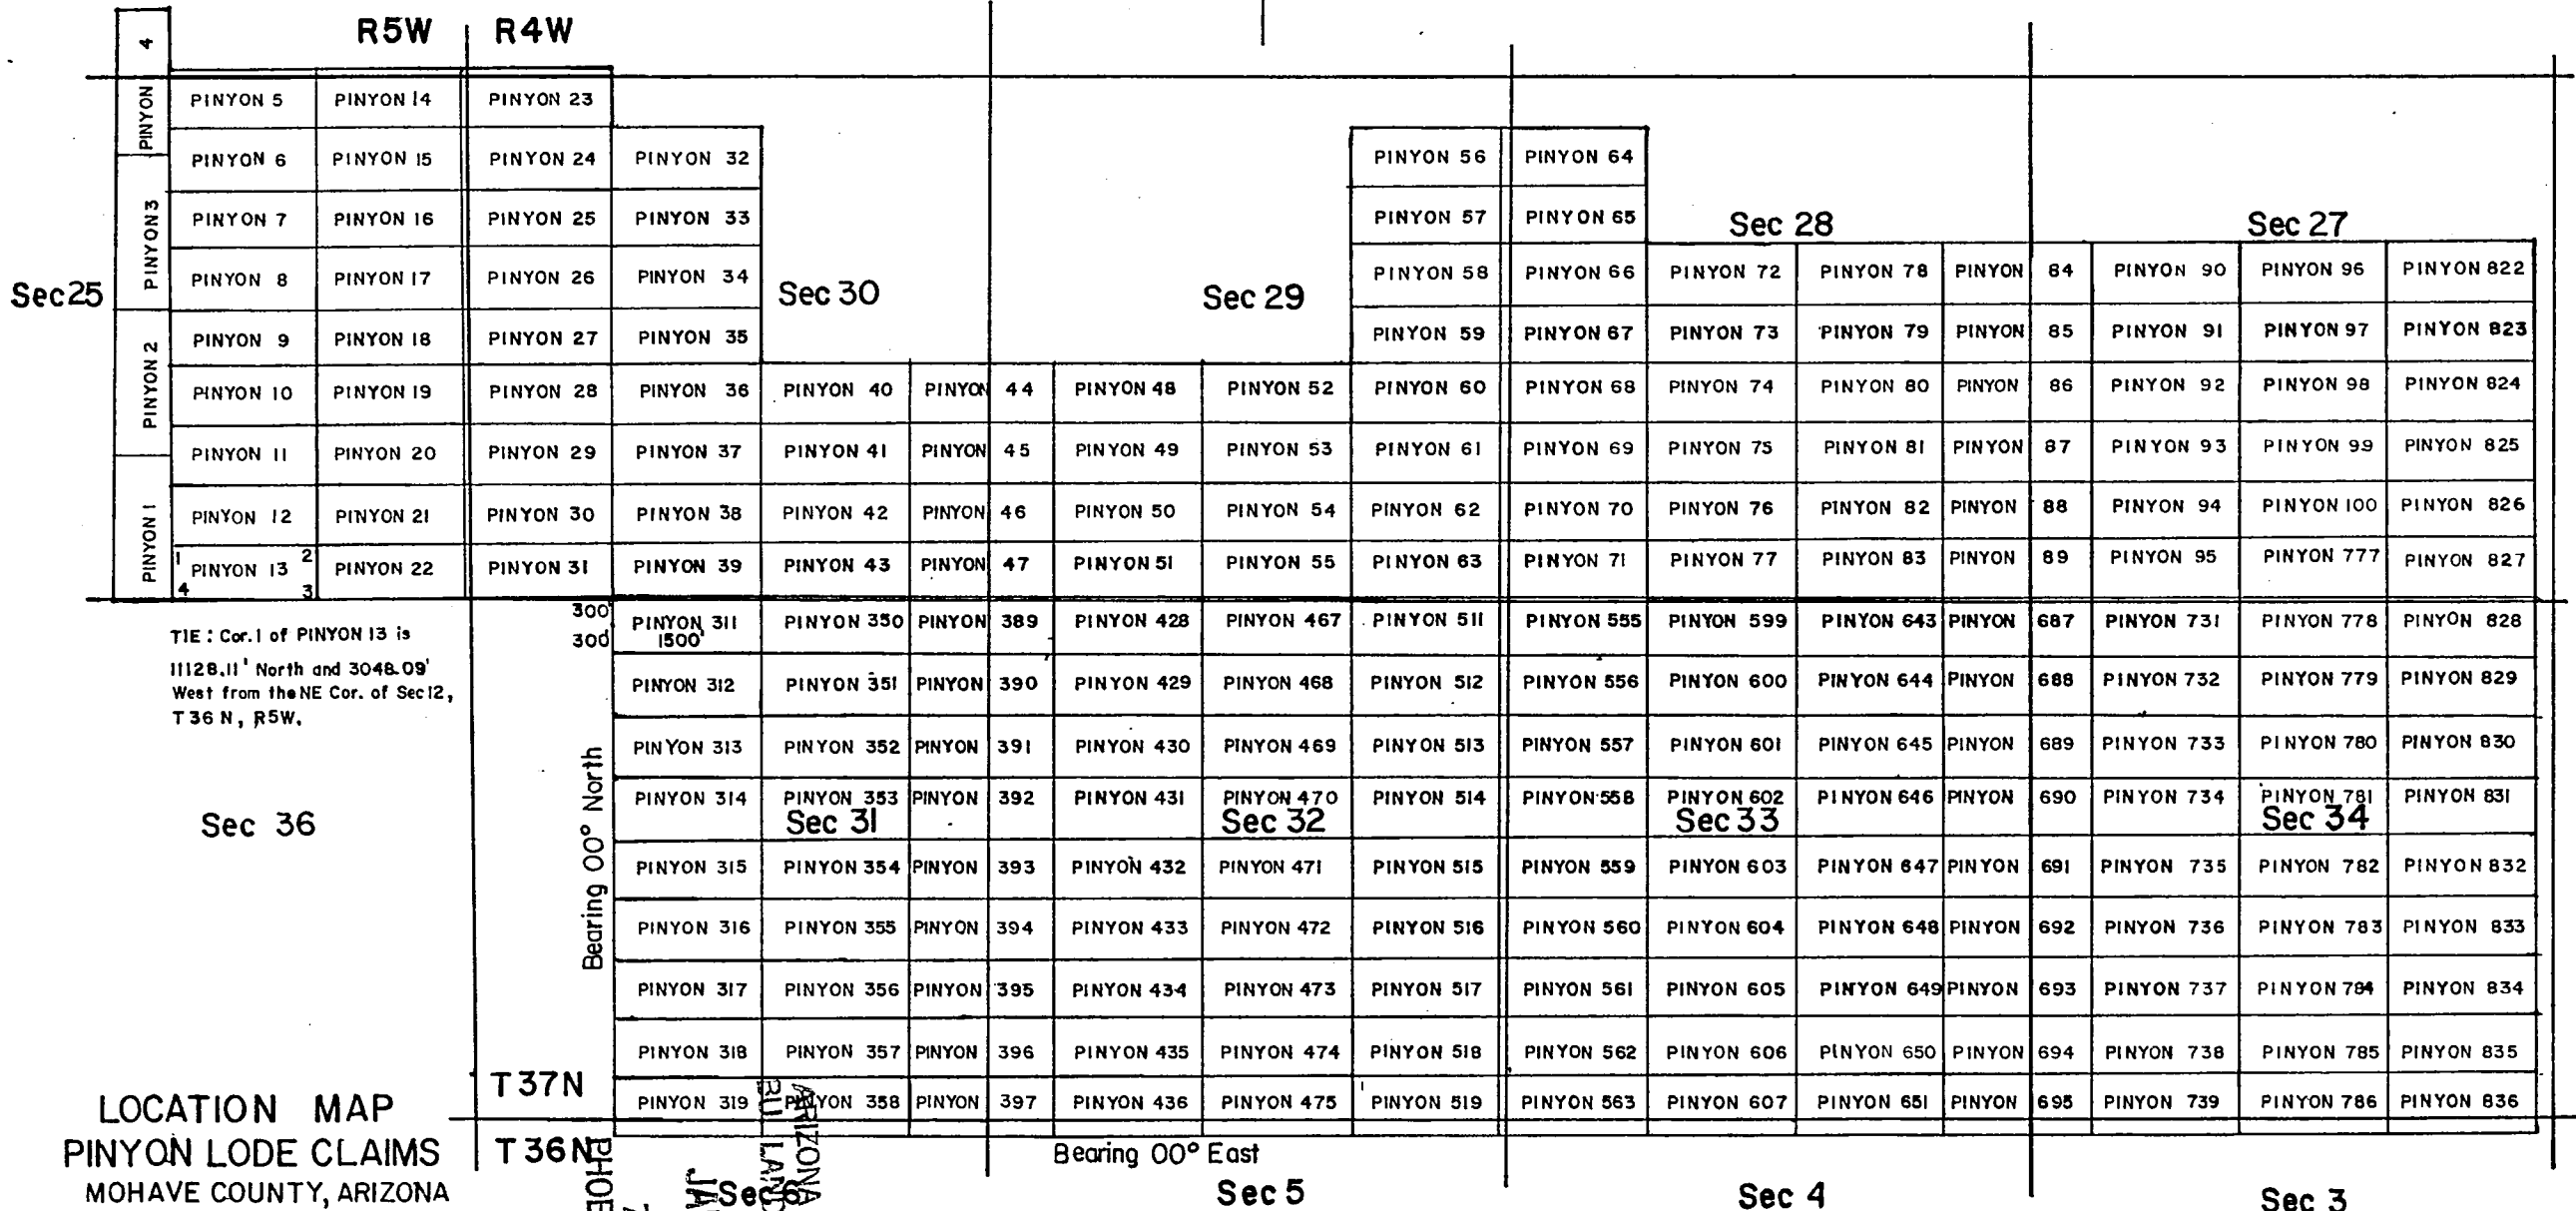 R5W R4W
4
PINYON
PINYON 3
PINYON 2
PINYON 1
PINYON 5 PINYON 14 PINYON 23
PINYON 6 PINYON 15 PINYON 24 PINYON 32 PINYON 56 PINYON 64
PINYON 7 PINYON 16 PINYON 25 PINYON 33 PINYON 57 PINYON 65 Sec 28 Sec 27
Sec 25 PINYON 8 PINYON 17 PINYON 26 PINYON 34 Sec 30 Sec 29 PINYON 58 PINYON 66 PINYON 72 PINYON 78 PINYON 84 PINYON 90 PINYON 96 PINYON 822
PINYON 9 PINYON 18 PINYON 27 PINYON 35 PINYON 59 PINYON 67 PINYON 73 PINYON 79 PINYON 85 PINYON 91 PINYON 97 PINYON 823
PINYON 10 PINYON 19 PINYON 28 PINYON 36 PINYON 40 PINYON 44 PINYON 48 PINYON 52 PINYON 60 PINYON 68 PINYON 74 PINYON 80 PINYON 86 PINYON 92 PINYON 98 PINYON 824
PINYON 11 PINYON 20 PINYON 29 PINYON 37 PINYON 41 PINYON 45 PINYON 49 PINYON 53 PINYON 61 PINYON 69 PINYON 75 PINYON 81 PINYON 87 PINYON 93 PINYON 99 PINYON 825
PINYON 12 PINYON 21 PINYON 30 PINYON 38 PINYON 42 PINYON 46 PINYON 50 PINYON 54 PINYON 62 PINYON 70 PINYON 76 PINYON 82 PINYON 88 PINYON 94 PINYON 100 PINYON 826
1 PINYON 13 2 PINYON 22 PINYON 31 PINYON 39 PINYON 43 PINYON 47 PINYON 51 PINYON 55 PINYON 63 PINYON 71 PINYON 77 PINYON 83 PINYON 89 PINYON 95 PINYON 777 PINYON 827
4 3
300' PINYON 311 PINYON 350 PINYON 389 PINYON 428 PINYON 467 PINYON 511 PINYON 555 PINYON 599 PINYON 643 PINYON 687 PINYON 731 PINYON 778 PINYON 828
300' 1500'
TIE : Cor. 1 of PINYON 13 is
11128.11' North and 3048.09'
West from the NE Cor. of Sec 12,
T 36 N, R5W.
PINYON 312 PINYON 351 PINYON 390 PINYON 429 PINYON 468 PINYON 512 PINYON 556 PINYON 600 PINYON 644 PINYON 688 PINYON 732 PINYON 779 PINYON 829
PINYON 313 PINYON 352 PINYON 391 PINYON 430 PINYON 469 PINYON 513 PINYON 557 PINYON 601 PINYON 645 PINYON 689 PINYON 733 PINYON 780 PINYON 830
PINYON 314 PINYON 353 PINYON 392 PINYON 431 PINYON 470 PINYON 514 PINYON 558 PINYON 602 PINYON 646 PINYON 690 PINYON 734 PINYON 781 PINYON 831
Sec 36 Sec 31 Sec 32 Sec 33 Sec 34
Bearing 00° North
PINYON 315 PINYON 354 PINYON 393 PINYON 432 PINYON 471 PINYON 515 PINYON 559 PINYON 603 PINYON 647 PINYON 691 PINYON 735 PINYON 782 PINYON 832
PINYON 316 PINYON 355 PINYON 394 PINYON 433 PINYON 472 PINYON 516 PINYON 560 PINYON 604 PINYON 648 PINYON 692 PINYON 736 PINYON 783 PINYON 833
PINYON 317 PINYON 356 PINYON 395 PINYON 434 PINYON 473 PINYON 517 PINYON 561 PINYON 605 PINYON 649 PINYON 693 PINYON 737 PINYON 784 PINYON 834
PINYON 318 PINYON 357 PINYON 396 PINYON 435 PINYON 474 PINYON 518 PINYON 562 PINYON 606 PINYON 650 PINYON 694 PINYON 738 PINYON 785 PINYON 835
T 37N
PINYON 319 PINYON 358 PINYON 397 PINYON 436 PINYON 475 PINYON 519 PINYON 563 PINYON 607 PINYON 651 PINYON 695 PINYON 739 PINYON 786 PINYON 836
T 36N
Bearing 00° East
Sec 5 Sec 4 Sec 3
LOCATION MAP
PINYON LODE CLAIMS
MOHAVE COUNTY, ARIZONA
ARIZONA